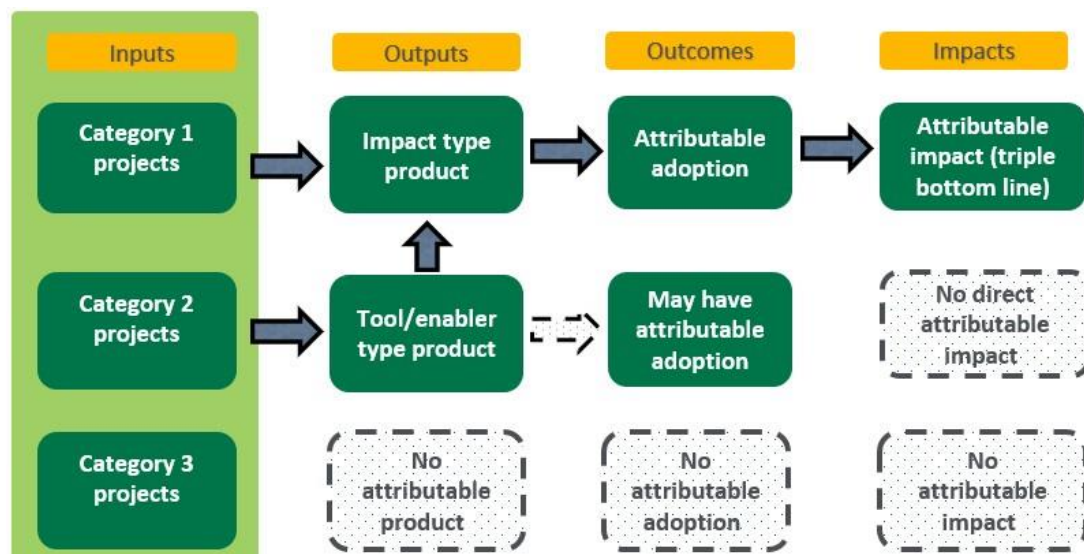 Inputs
Outputs
Outcomes
Impacts
Category 1
projects
Impact type
product
Attributable
adoption
Attributable
impact (triple
bottom line)
Category 2
projects
Tool/enabler
type product
May have
attributable
adoption
No direct
attributable
impact
Category 3
projects
No
attributable
product
No
attributable
adoption
No
attributable
impact